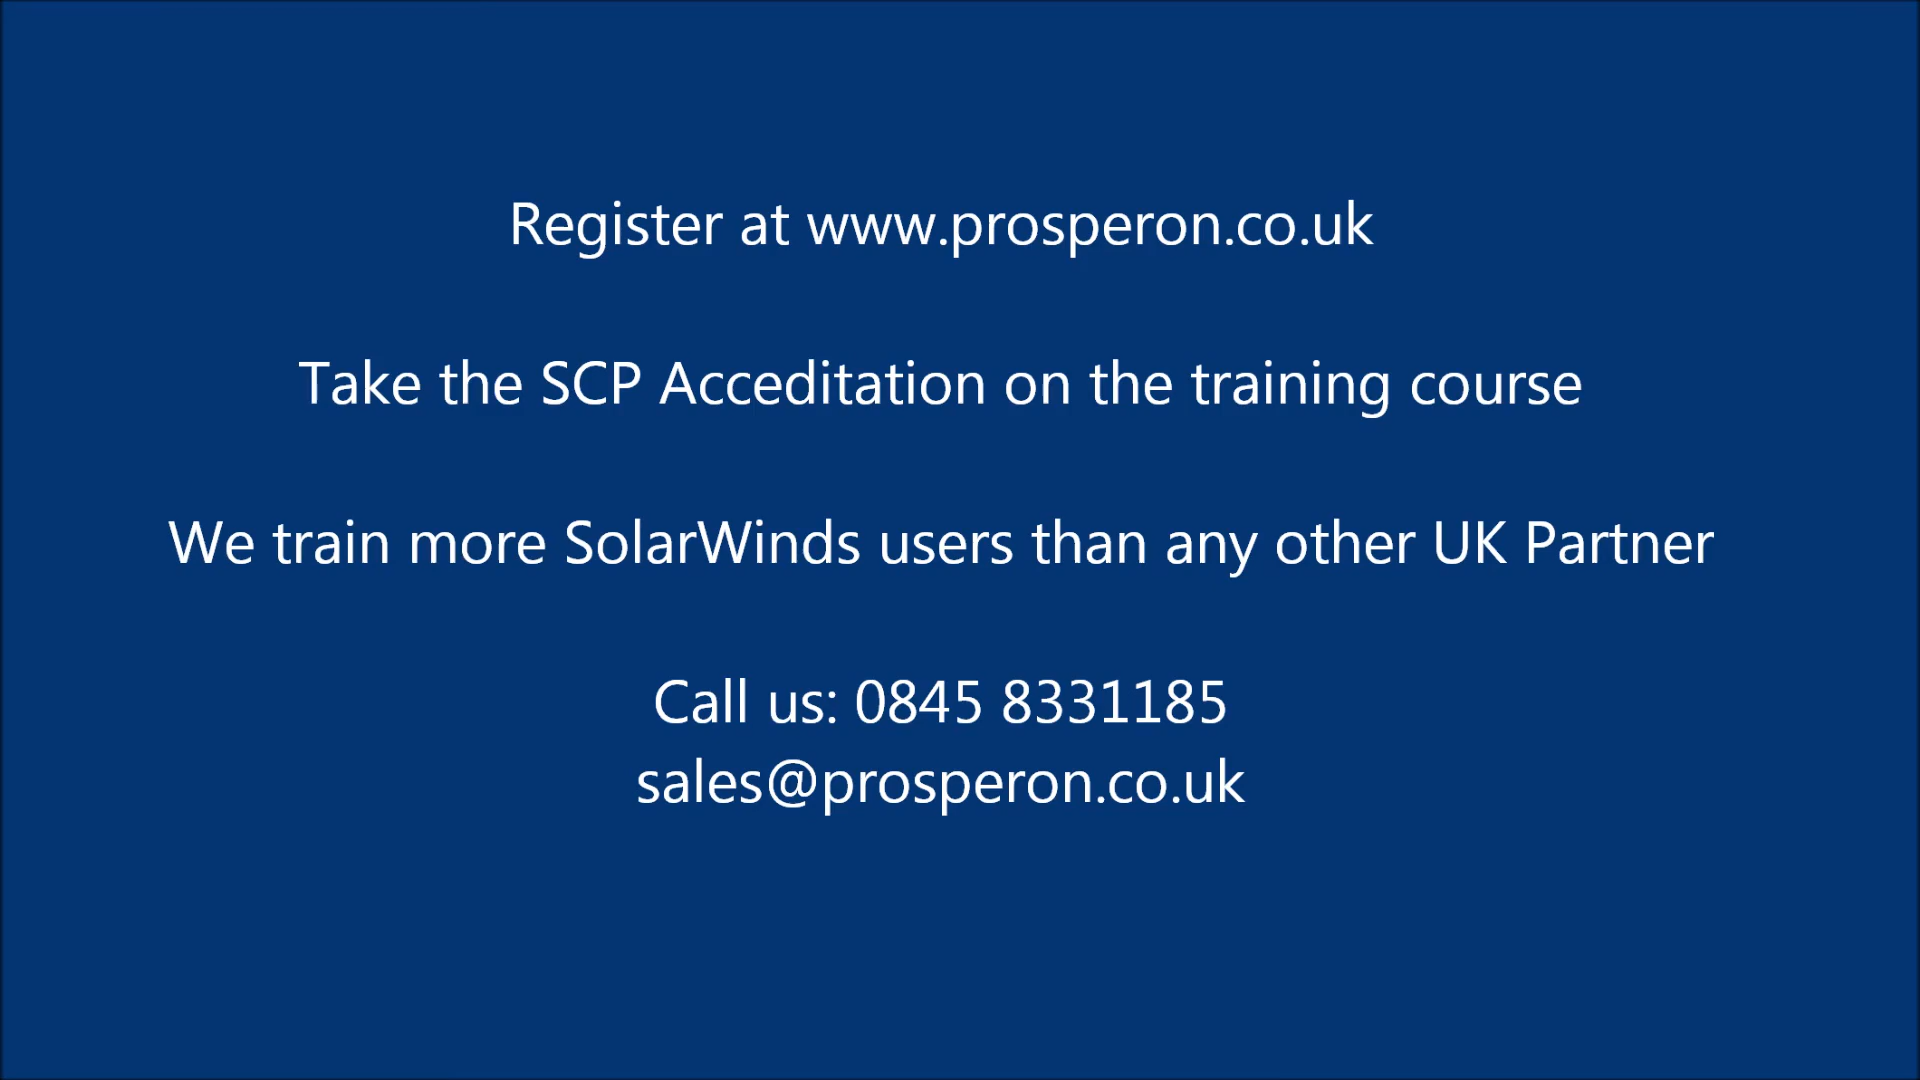 Register at www.prosperon.co.uk
Take the SCP Acceditation on the training course
We train more SolarWinds users than any other UK Partner
Call us: 0845 8331185
sales@prosperon.co.uk